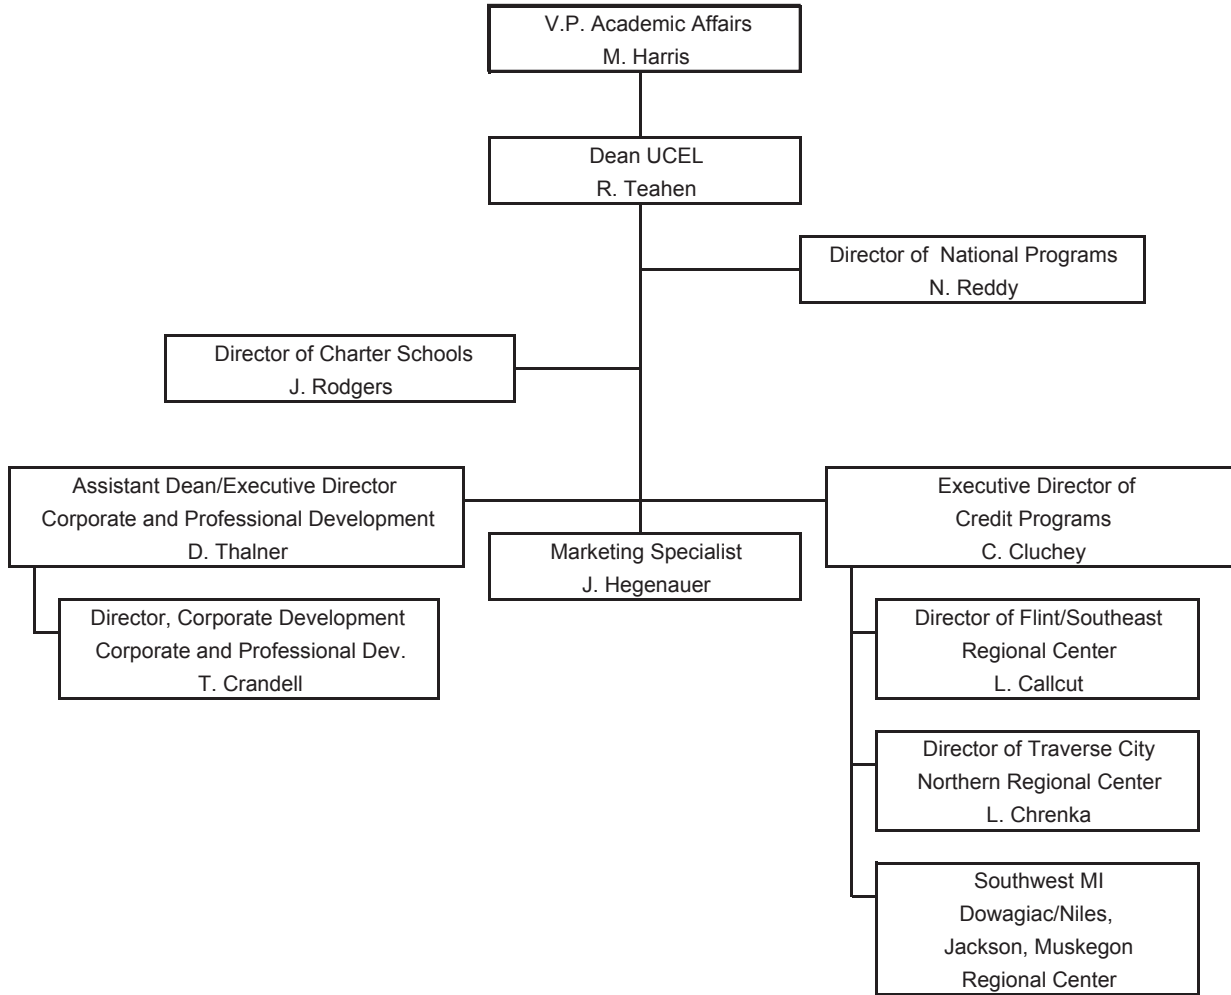 V.P. Academic Affairs
M. Harris
Dean UCEL
R. Teahen
Director of National Programs
N. Reddy
Director of Charter Schools
J. Rodgers
Assistant Dean/Executive Director
Corporate and Professional Development
D. Thalner
Executive Director of
Credit Programs
C. Cluchey
Marketing Specialist
J. Hegenauer
Director, Corporate Development
Corporate and Professional Dev.
T. Crandell
Director of Flint/Southeast
Regional Center
L. Callcut
Director of Traverse City
Northern Regional Center
L. Chrenka
Southwest MI
Dowagiac/Niles,
Jackson, Muskegon
Regional Center